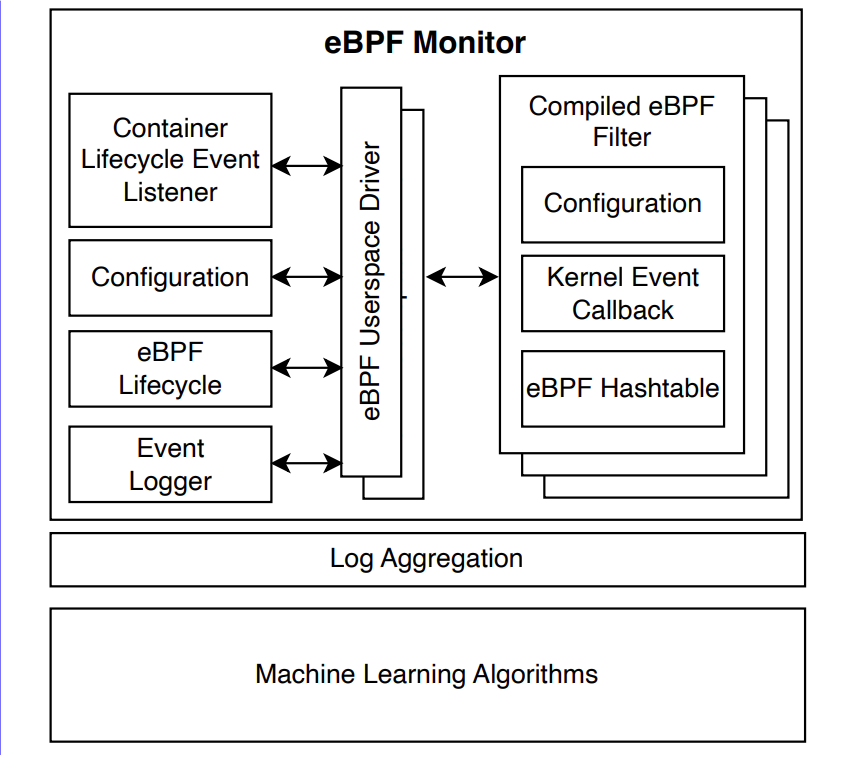 eBPF Monitor
Container
Lifecycle Event
Listener
Configuration
eBPF
Lifecycle
Event
Logger
eBPF Userspace Driver
Compiled eBPF
Filter
Configuration
Kernel Event
Callback
eBPF Hashtable
Log Aggregation
Machine Learning Algorithms